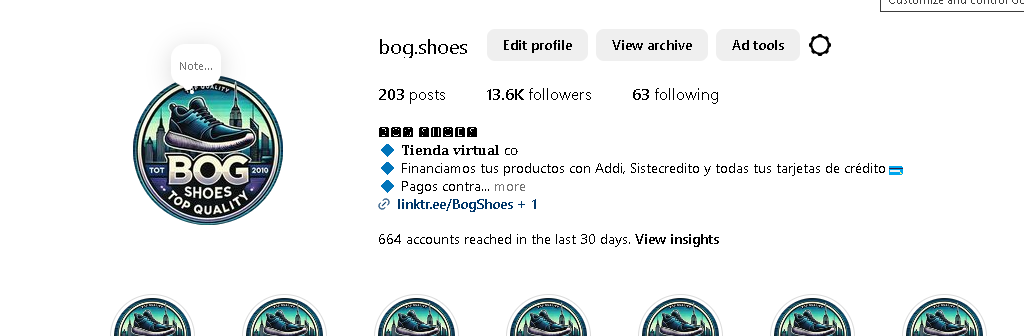 Customize and control Go
Note...
bog.shoes Edit profile View archive Ad tools
203 posts 13.6K followers 63 following
Tienda virtual co
Financiamos tus productos con Addi, Sistecredito y todas tus tarjetas de crédito
Pagos contra... more
linktr.ee/BogShoes + 1
664 accounts reached in the last 30 days. View insights
TOP QUALITY
TOT BOG 2010
SHOES
TOP QUALITY